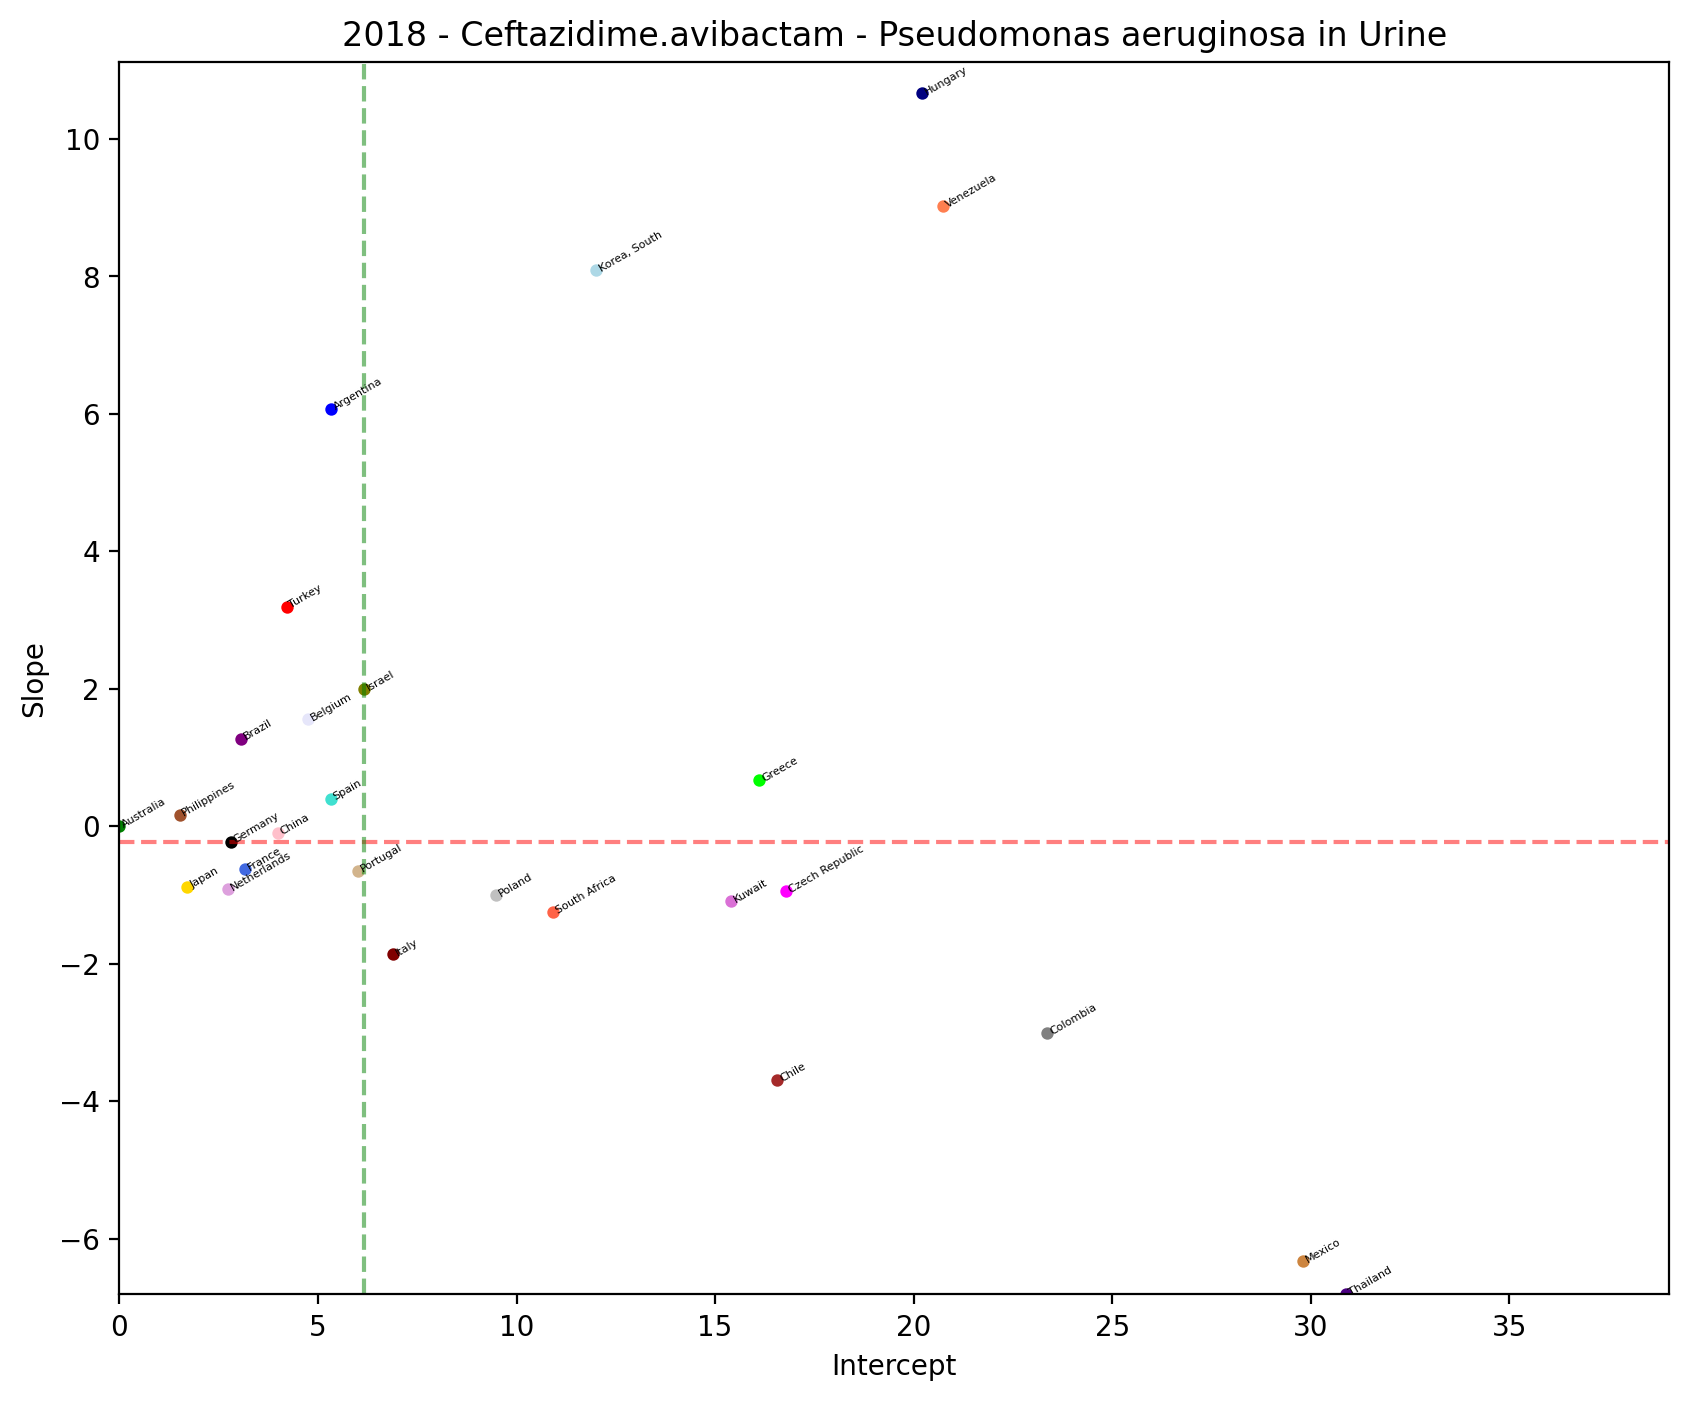 2018 - Ceftazidime.avibactam - Pseudomonas aeruginosa in Urine
Hungary
10
Venezuela
Korea, South
8
Argentina
6
4
Turkey
Slope
Israel
2
Belgium
Brazil
Greece
Spain
Philippines
Australia
0
Germany
China
France
Portugal
Japan
Netherlands
Poland
South Africa
Kuwait
Czech Republic
Italy
−2
Colombia
Chile
−4
−6
Mexico
Thailand
0 5 10 15 20 25 30 35
Intercept